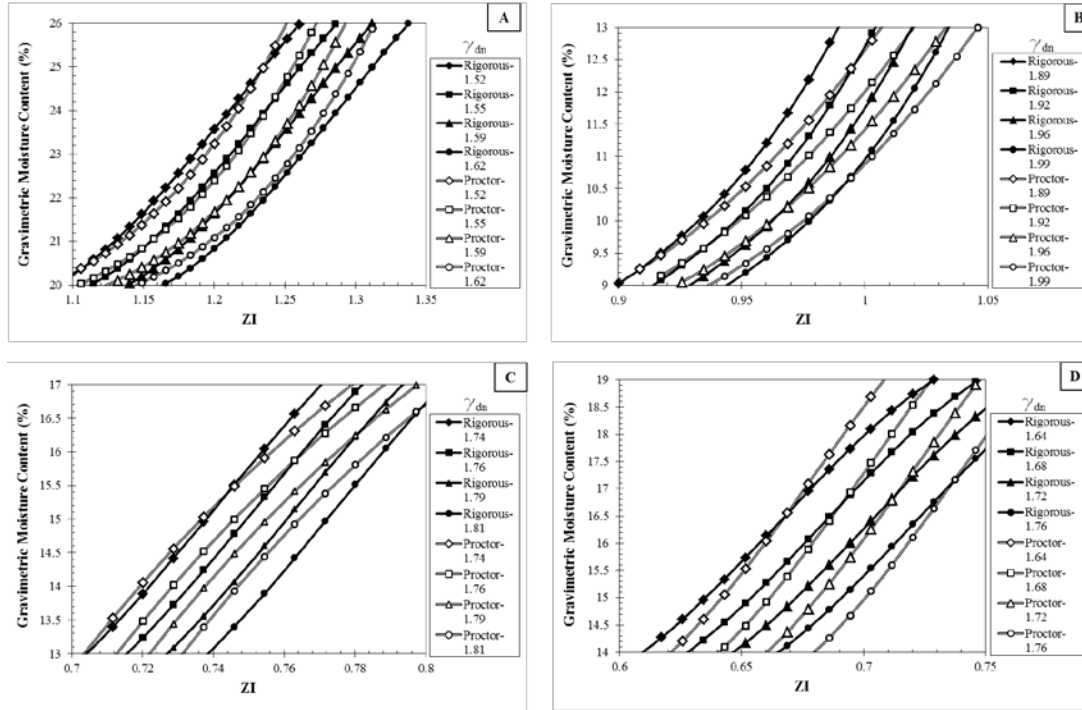 A
Gravimetric Moisture Content (%)
26
25
24
23
22
21
20
1.1
1.15
1.2
1.25
1.3
1.35
ZI
γdn
Rigorous-
1.52
Rigorous-
1.55
Rigorous-
1.59
Rigorous-
1.62
Proctor-
1.52
Proctor-
1.55
Proctor-
1.59
Proctor-
1.62
B
Gravimetric Moisture Content (%)
13
12.5
12
11.5
11
10.5
10
9.5
9
0.9
0.95
1
1.05
ZI
γdn
Rigorous-
1.89
Rigorous-
1.92
Rigorous-
1.96
Rigorous-
1.99
Proctor-
1.89
Proctor-
1.92
Proctor-
1.96
Proctor-
1.99
C
Gravimetric Moisture Content (%)
17
16.5
16
15.5
15
14.5
14
13.5
13
0.7
0.72
0.74
0.76
0.78
0.8
ZI
γdn
Rigorous-
1.74
Rigorous-
1.76
Rigorous-
1.79
Rigorous-
1.81
Proctor-
1.74
Proctor-
1.76
Proctor-
1.79
Proctor-
1.81
D
Gravimetric Moisture Content (%)
19
18.5
18
17.5
17
16.5
16
15.5
15
14.5
14
0.6
0.65
0.7
0.75
ZI
γdn
Rigorous-
1.64
Rigorous-
1.68
Rigorous-
1.72
Rigorous-
1.76
Proctor-
1.64
Proctor-
1.68
Proctor-
1.72
Proctor-
1.76